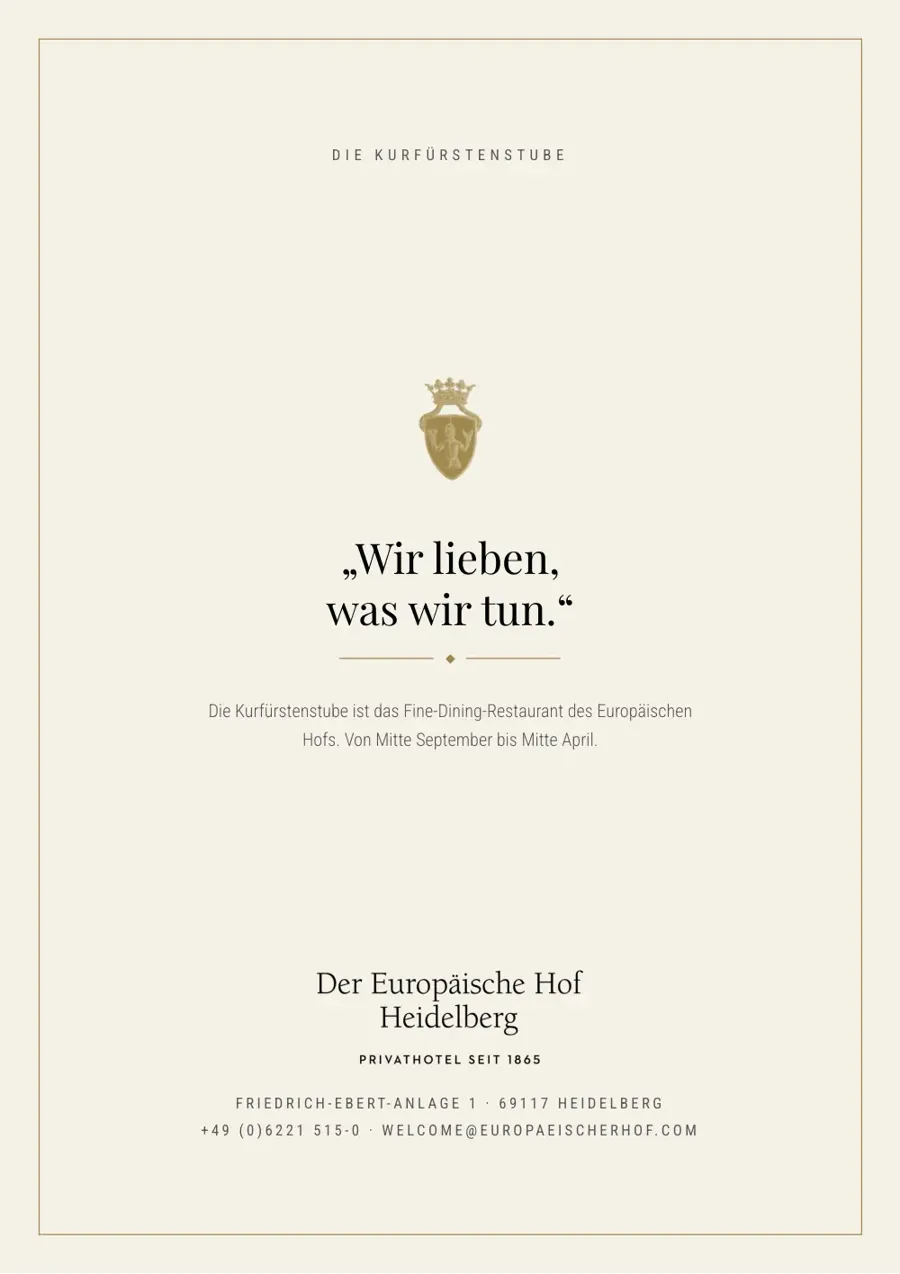 DIE KURFÜRSTENSTUBE
„Wir lieben,
was wir tun.“
Die Kurfürstenstube ist das Fine-Dining-Restaurant des Europäischen
Hofs. Von Mitte September bis Mitte April.
Der Europäische Hof
Heidelberg
PRIVATHOTEL SEIT 1865
FRIEDRICH-EBERT-ANLAGE 1 · 69117 HEIDELBERG
+49 (0)6221 515-0 · WELCOME@EUROPAEISCHERHOF.COM